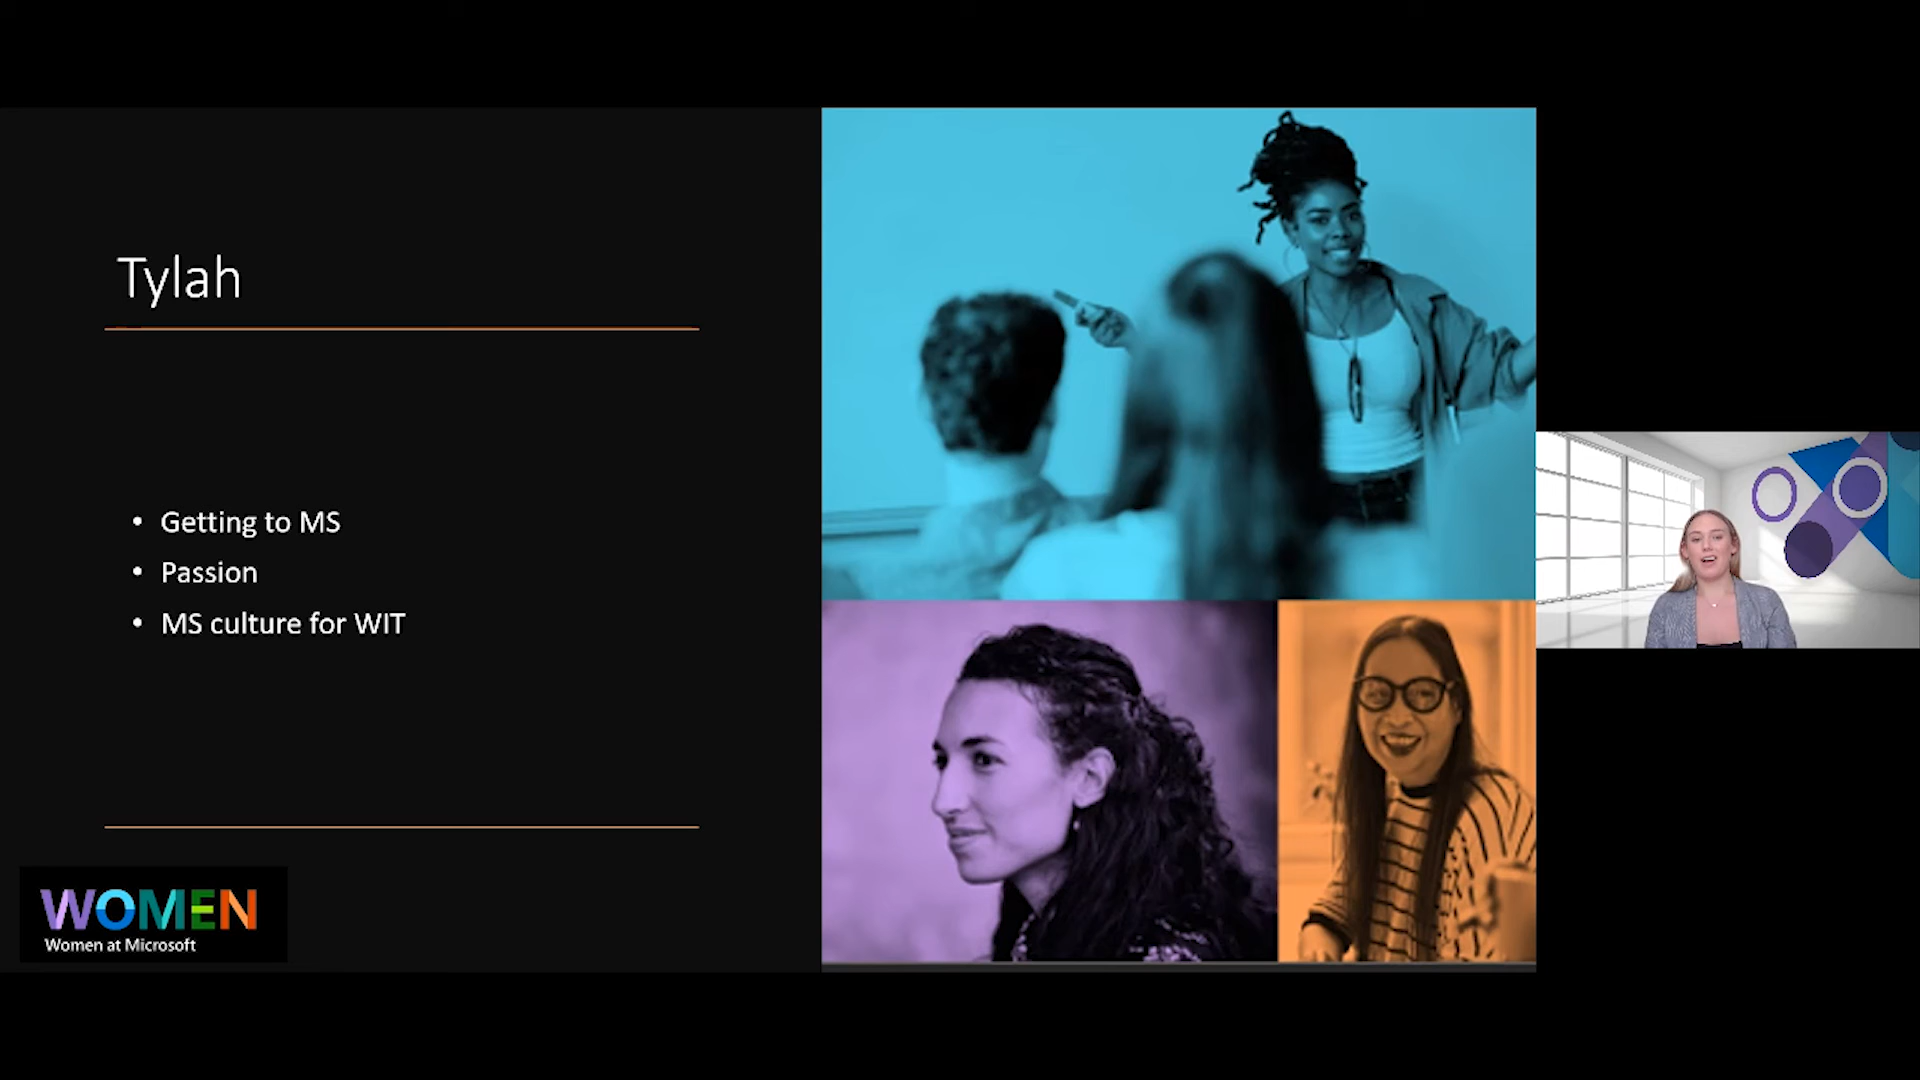 Tylah
• Getting to MS
• Passion
• MS culture for WIT
WOMEN
Women at Microsoft